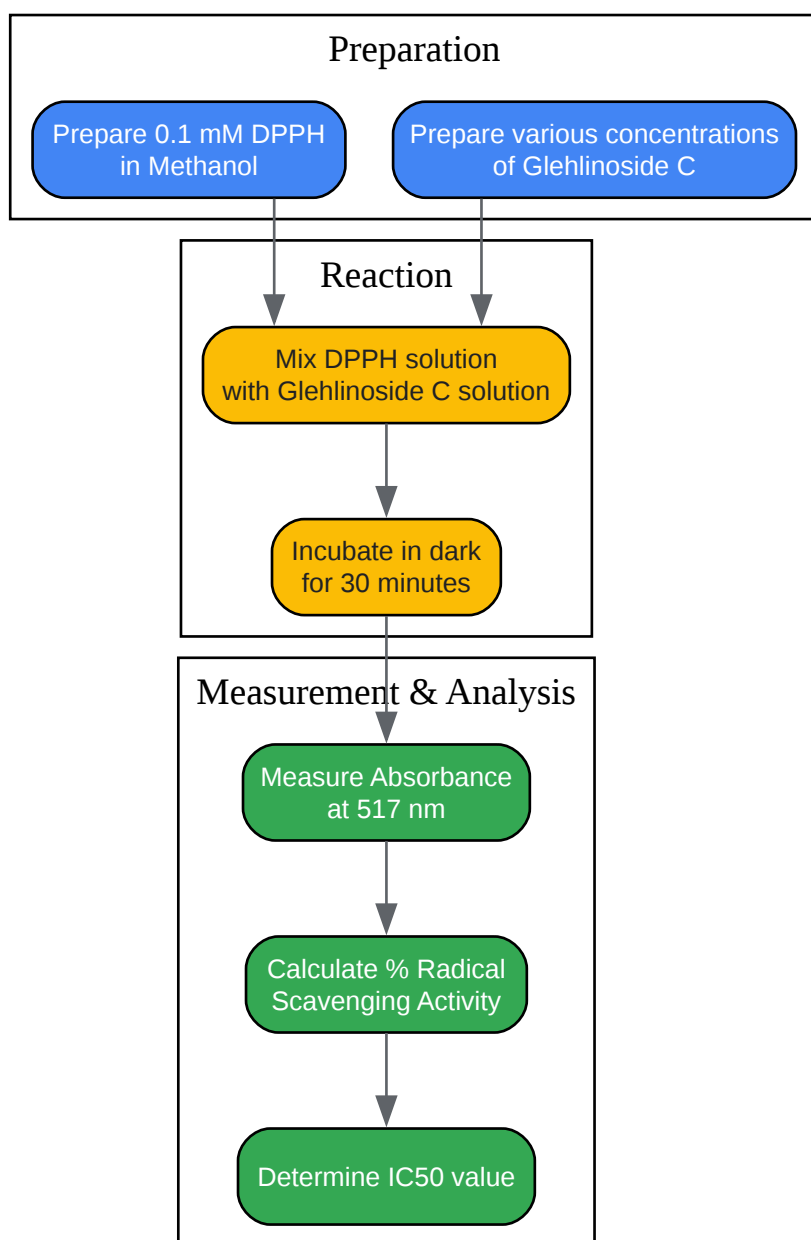 Preparation
Prepare 0.1 mM DPPH
in Methanol
Prepare various concentrations
of Glehlinoside C
Reaction
Mix DPPH solution
with Glehlinoside C solution
Incubate in dark
for 30 minutes
Measurement & Analysis
Measure Absorbance
at 517 nm
Calculate % Radical
Scavenging Activity
Determine IC50 value